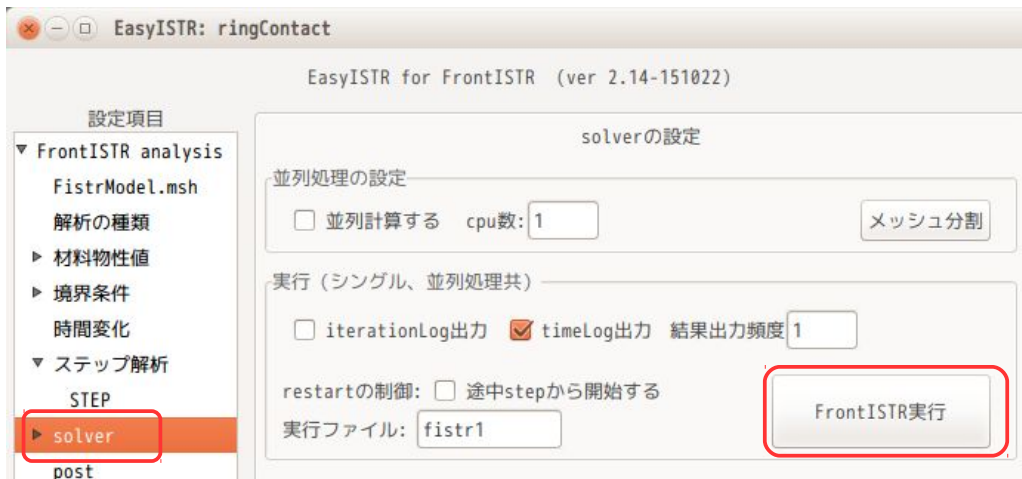 EasyISTR: ringContact
EasyISTR for FrontISTR (ver 2.14-151022)
設定項目
FrontISTR analysis
FistrModel.msh
解析の種類
材料物性値
境界条件
時間変化
ステップ解析
STEP
solver
post
solverの設定
並列処理の設定
並列計算する cpu数: 1 メッシュ分割
実行（シングル、並列処理共）
iterationLog出力 timeLog出力 結果出力頻度 1
restartの制御: 途中stepから開始する
実行ファイル: fistr1
FrontISTR実行